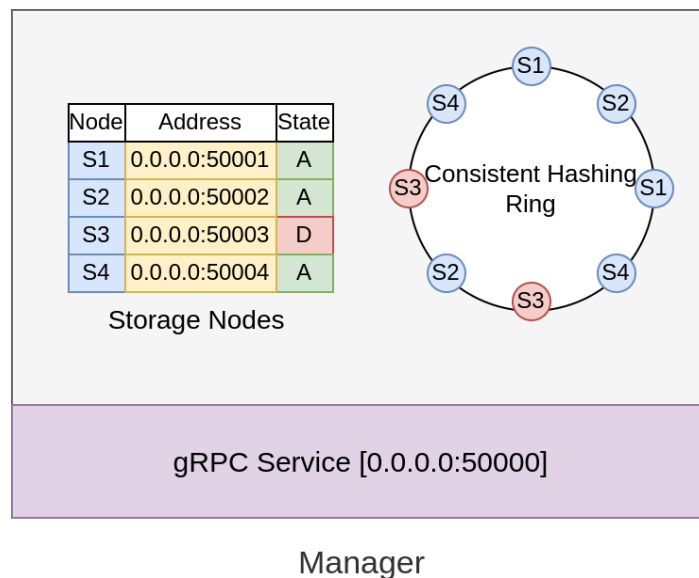 Node Address State
S1 0.0.0.0:50001 A
S2 0.0.0.0:50002 A
S3 0.0.0.0:50003 D
S4 0.0.0.0:50004 A
Storage Nodes
S1
S2
S1
S4
S3
S2
S3
S4
Consistent Hashing
Ring
gRPC Service [0.0.0.0:50000]
Manager